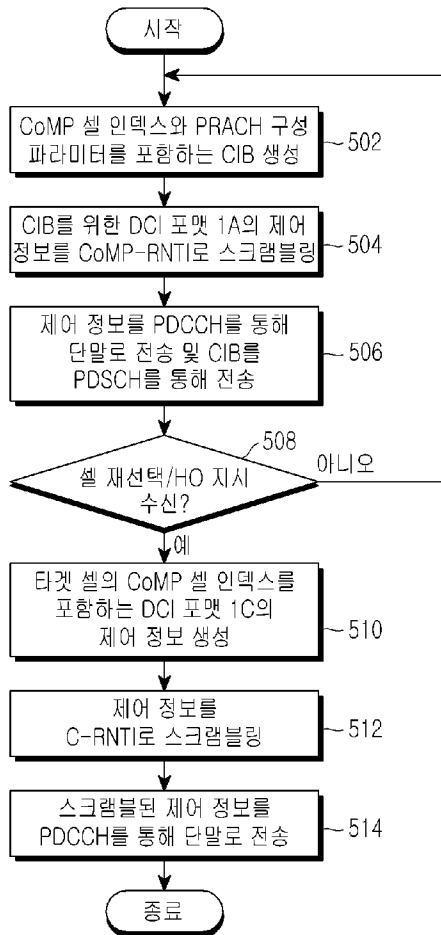 시작
CoMP 셀 인덱스와 PRACH 구성
파라미터를 포함하는 CIB 생성
502
CIB를 위한 DCI 포맷 1A의 제어
정보를 CoMP-RNTI로 스크램블링
504
제어 정보를 PDCCH를 통해
단말로 전송 및 CIB를
PDSCH를 통해 전송
506
508
셀 재선택/HO 지시
수신?
아니오
예
타겟 셀의 CoMP 셀 인덱스를
포함하는 DCI 포맷 1C의
제어 정보 생성
510
제어 정보를
C-RNTI로 스크램블링
512
스크램블된 제어 정보를
PDCCH를 통해 단말로 전송
514
종료